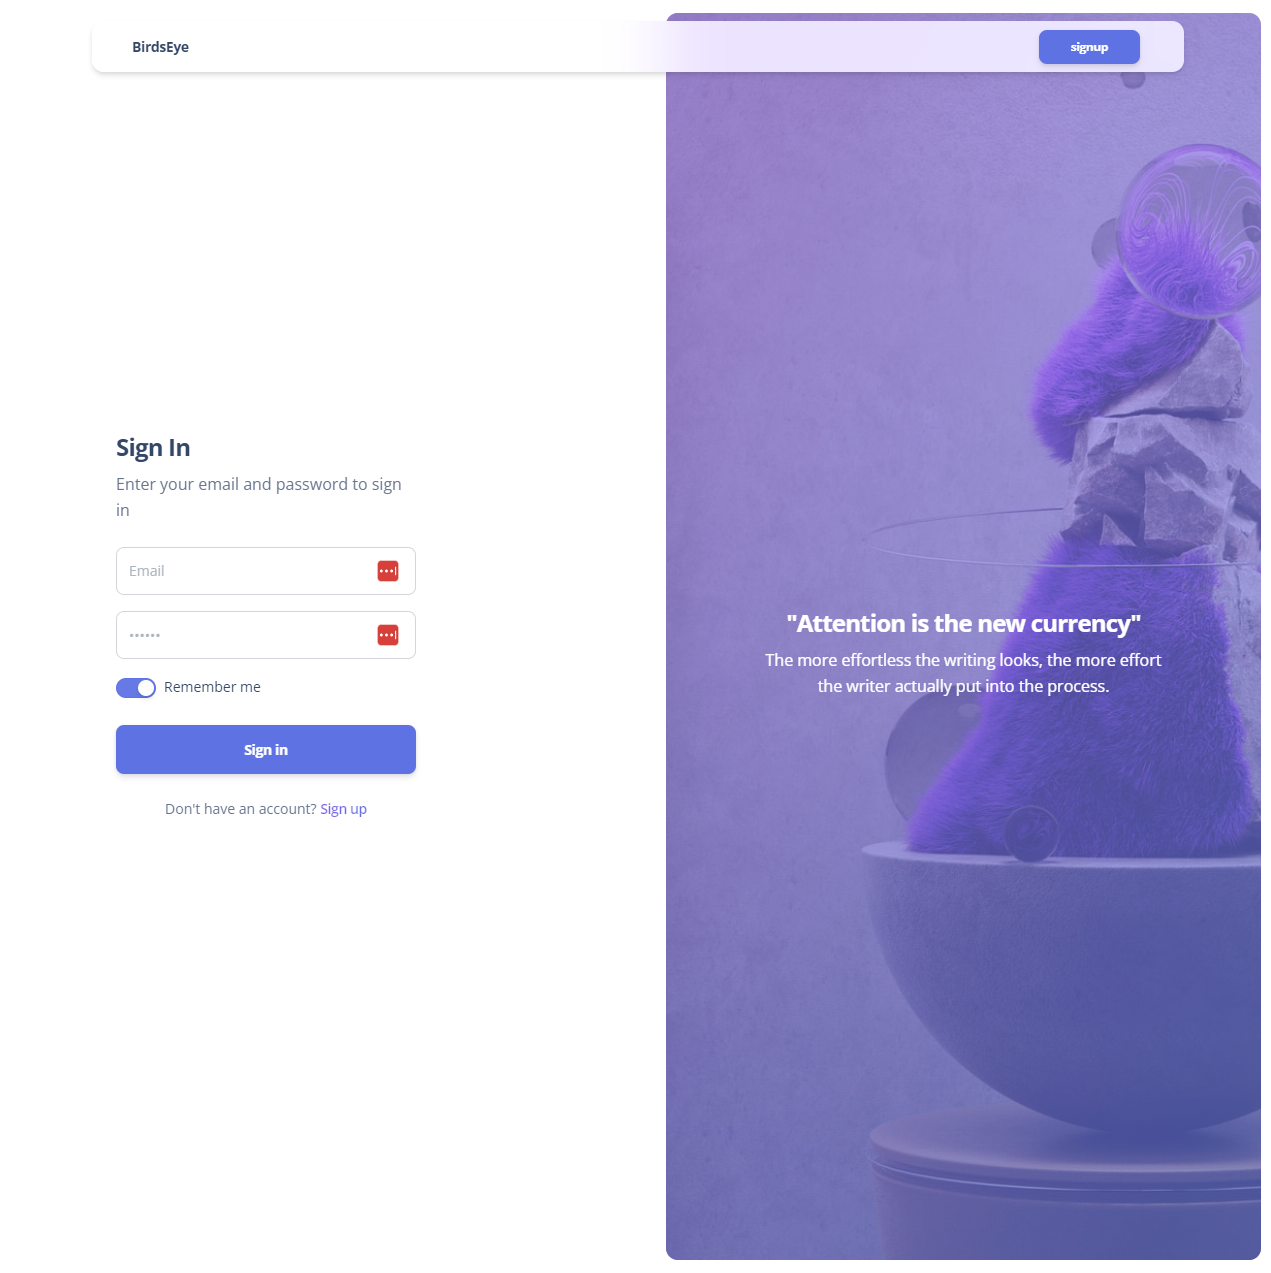 BirdsEye
signup
Sign In
Enter your email and password to sign
in
Email
••••••
Remember me
Sign in
Don't have an account? Sign up
"Attention is the new currency"
The more effortless the writing looks, the more effort
the writer actually put into the process.